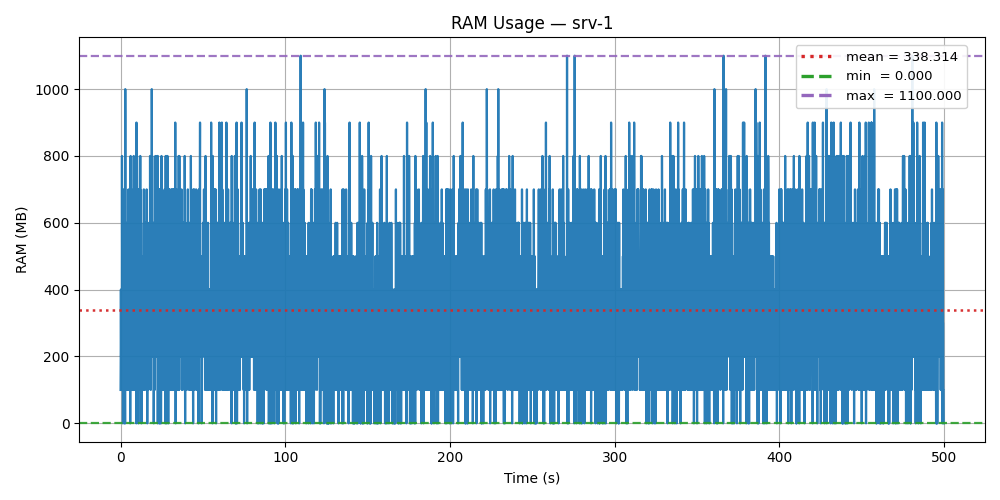 RAM Usage — srv-1
mean = 338.314
min  = 0.000
max  = 1100.000
RAM (MB)
1000
800
600
400
200
0
0 100 200 300 400 500
Time (s)